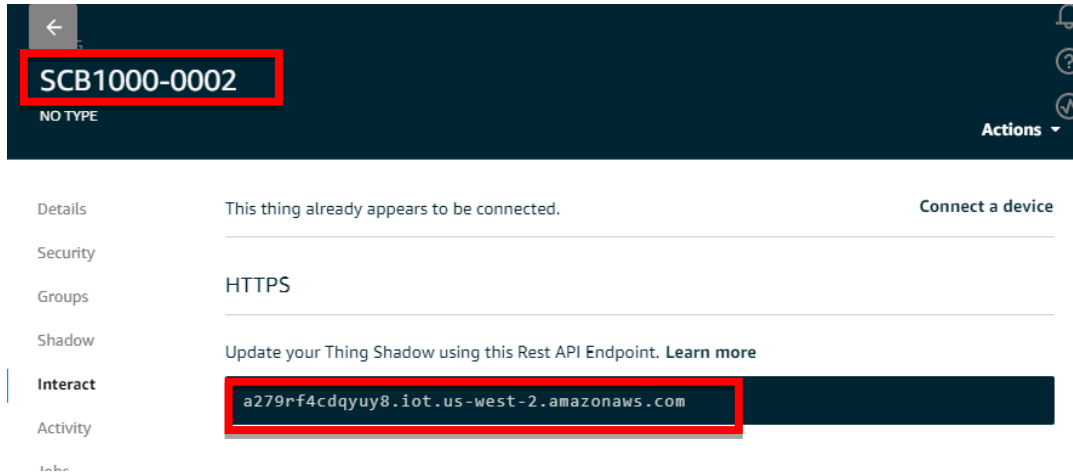 SCB1000-0002
NO TYPE
Actions
Details
This thing already appears to be connected.
Connect a device
Security
HTTPS
Groups
Shadow
Update your Thing Shadow using this Rest API Endpoint. Learn more
Interact
a279rf4cdqyuy8.iot.us-west-2.amazonaws.com
Activity
Jobs